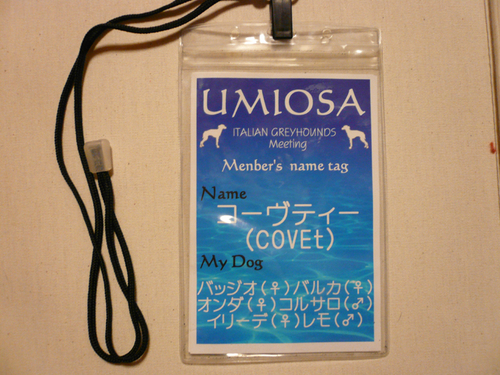 UMIOSA
ITALIAN GREYHOUNDS
Meeting
Menber's name tag
Name
コーヴティー
(COVEt)
My Dog
バッジオ(♀)バルカ(♀)
オンダ(♀)コルサロ(♂)
イリーデ(♀)レモ(♂)